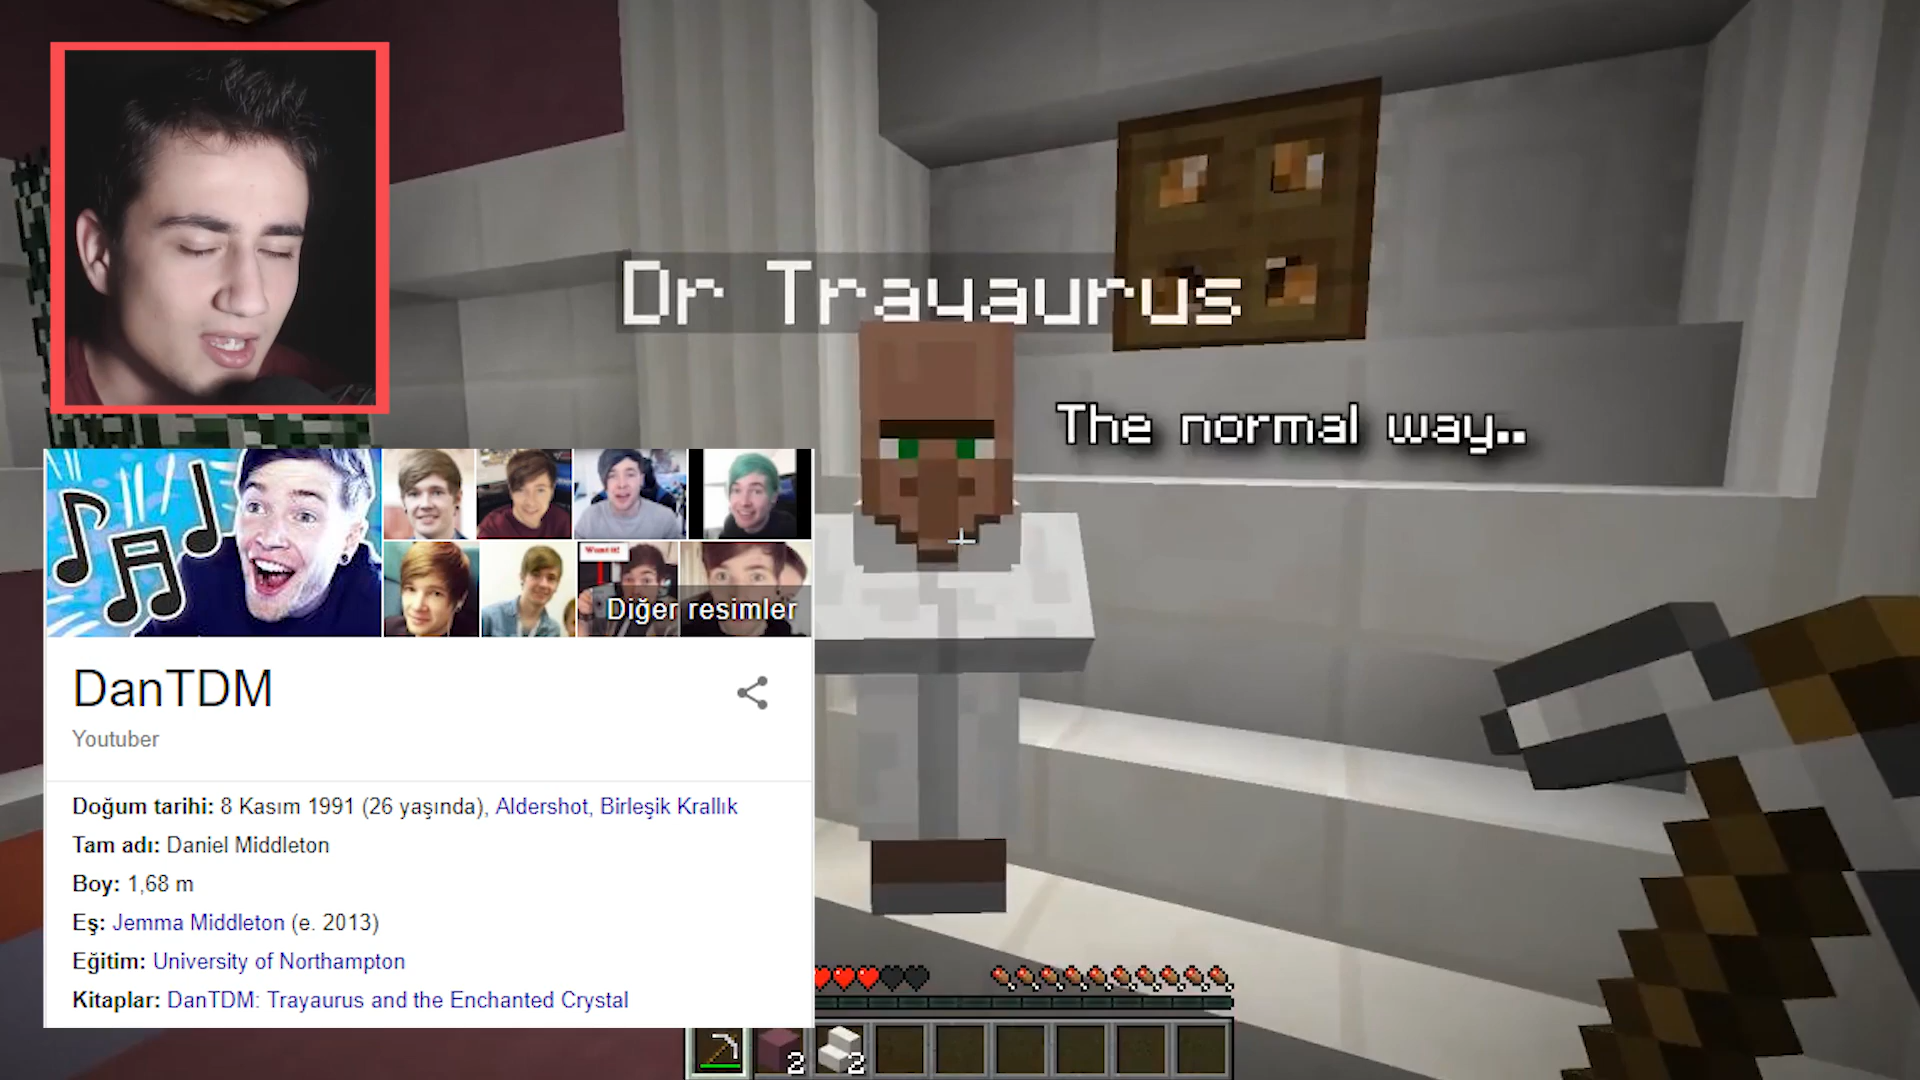 Dr Trayaurus
The normal way..
Want it!
Diğer resimler
DanTDM
Youtuber
Doğum tarihi: 8 Kasım 1991 (26 yaşında), Aldershot, Birleşik Krallık
Tam adı: Daniel Middleton
Boy: 1,68 m
Eş: Jemma Middleton (e. 2013)
Eğitim: University of Northampton
Kitaplar: DanTDM: Trayaurus and the Enchanted Crystal
2
2